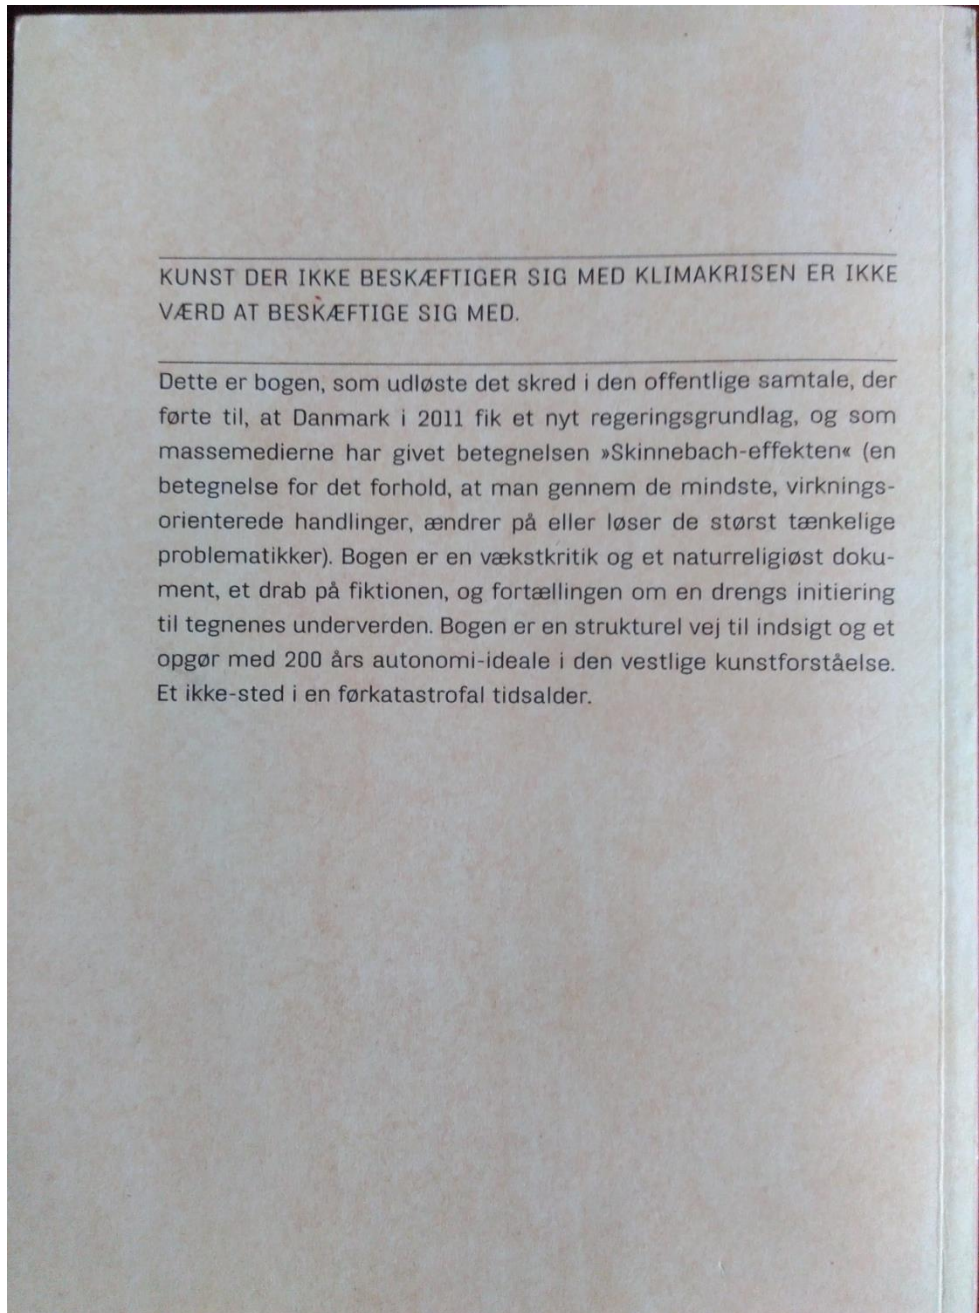 KUNST DER IKKE BESKÆFTIGER SIG MED KLIMAKRISEN ER IKKE
VÆRD AT BESKÆFTIGE SIG MED.
Dette er bogen, som udløste det skred i den offentlige samtale, der
førte til, at Danmark i 2011 fik et nyt regeringsgrundlag, og som
massemedierne har givet betegnelsen »Skinnebach-effekten« (en
betegnelse for det forhold, at man gennem de mindste, virknings-
orienterede handlinger, ændrer på eller løser de størst tænkelige
problematikker). Bogen er en vækstkritik og et naturreligiøst doku-
ment, et drab på fiktionen, og fortællingen om en drengs initiering
til tegnenes underverden. Bogen er en strukturel vej til indsigt og et
opgør med 200 års autonomi-ideale i den vestlige kunstforståelse.
Et ikke-sted i en førkatastrofal tidsalder.